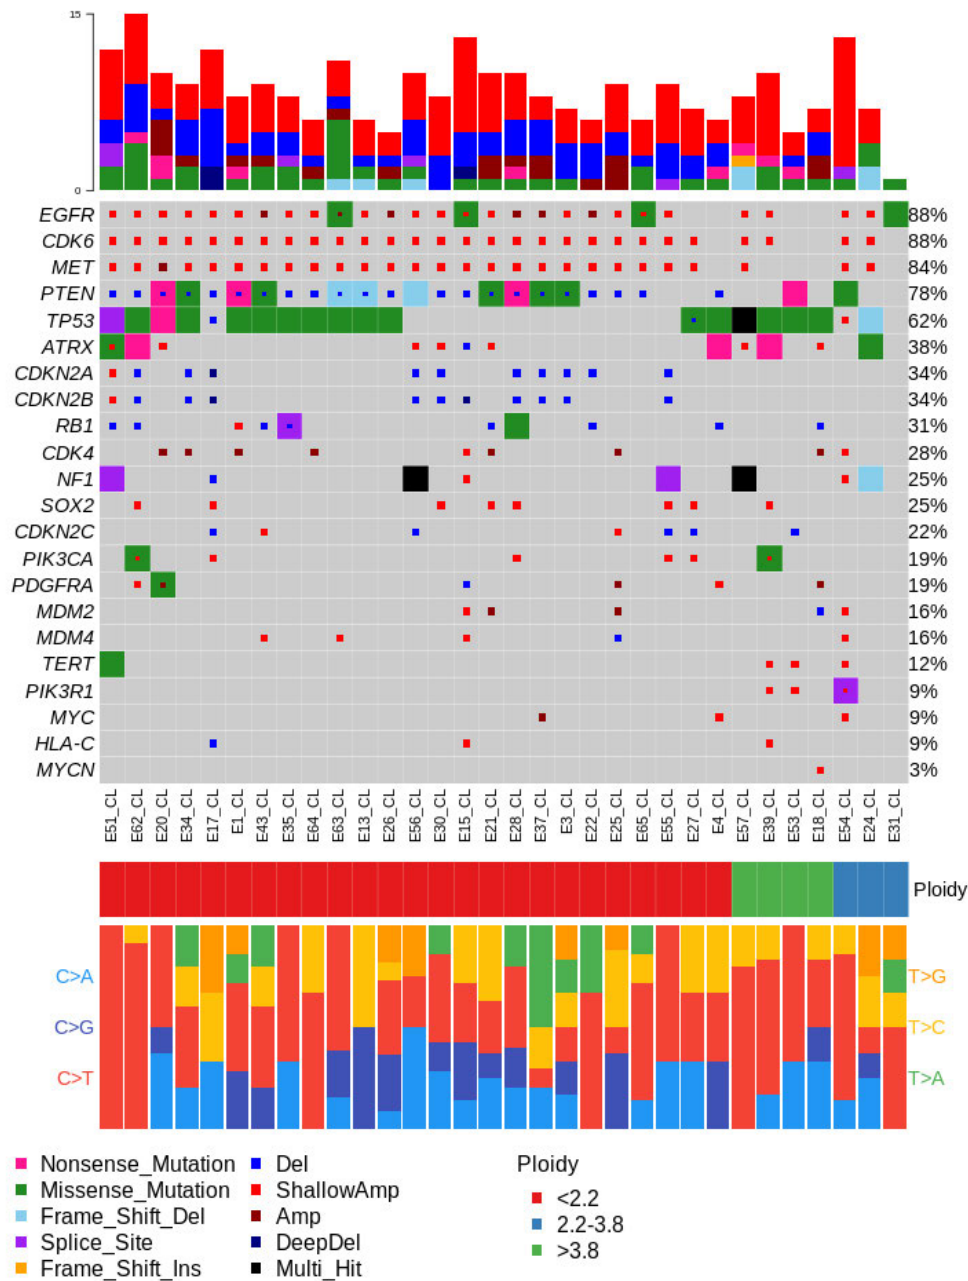 15
0
EGFR 88%
CDK6 88%
MET 84%
PTEN 78%
TP53 62%
ATRX 38%
CDKN2A 34%
CDKN2B 34%
RB1 31%
CDK4 28%
NF1 25%
SOX2 25%
CDKN2C 22%
PIK3CA 19%
PDGFRA 19%
MDM2 16%
MDM4 16%
TERT 12%
PIK3R1 9%
MYC 9%
HLA-C 9%
MYCN 3%
E51_CL
E62_CL
E20_CL
E34_CL
E17_CL
E1_CL
E43_CL
E35_CL
E64_CL
E63_CL
E13_CL
E26_CL
E56_CL
E30_CL
E15_CL
E21_CL
E28_CL
E37_CL
E3_CL
E22_CL
E25_CL
E65_CL
E55_CL
E27_CL
E4_CL
E57_CL
E39_CL
E53_CL
E18_CL
E54_CL
E24_CL
E31_CL
Ploidy
C>A T>G
C>G T>C
C>T T>A
Nonsense_Mutation Del Ploidy
Missense_Mutation ShallowAmp <2.2
Frame_Shift_Del Amp 2.2-3.8
Splice_Site DeepDel >3.8
Frame_Shift_Ins Multi_Hit